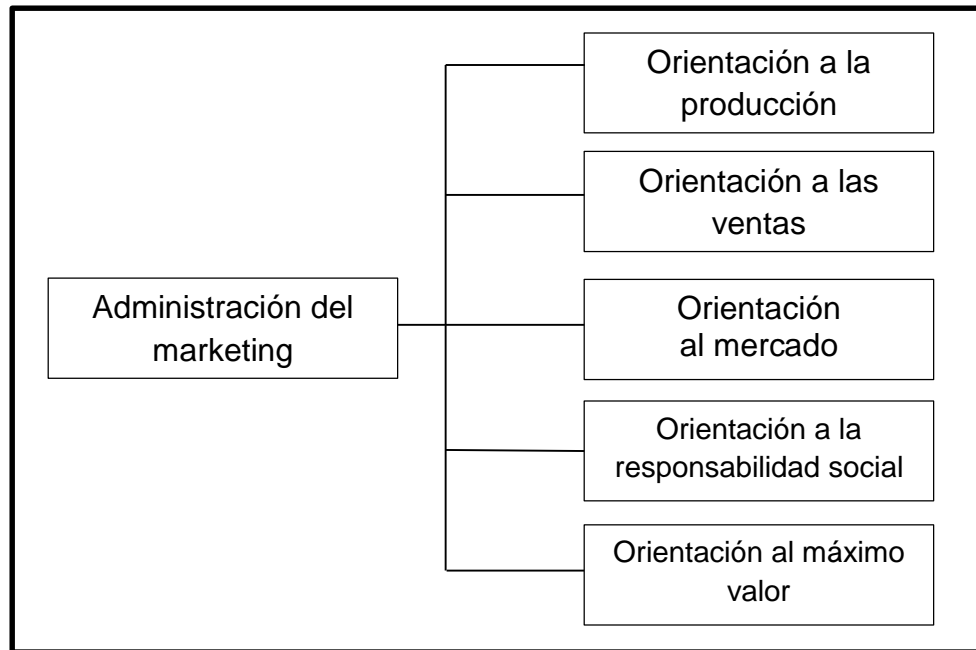 Orientación a la
producción
Orientación a las
ventas
Administración del
marketing
Orientación
al mercado
Orientación a la
responsabilidad social
Orientación al máximo
valor